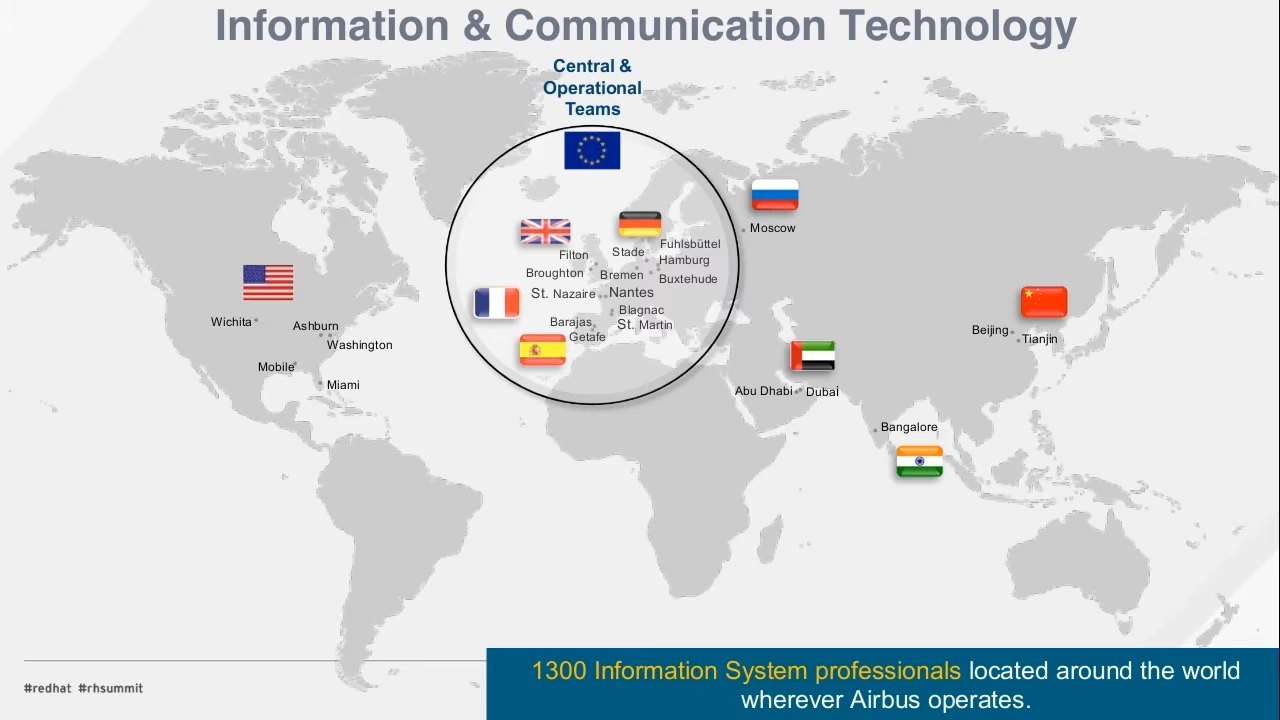 Information & Communication Technology
Central &
Operational
Teams
Moscow
Fuhlsbüttel
Filton
Stade
Hamburg
Broughton
Bremen
Buxtehude
St. Nazaire
Nantes
Blagnac
Barajas
St. Martin
Getafe
Wichita
Ashburn
Washington
Mobile
Miami
Beijing
Tianjin
Abu Dhabi
Dubai
Bangalore
#redhat #rhsummit
1300 Information System professionals located around the world
wherever Airbus operates.